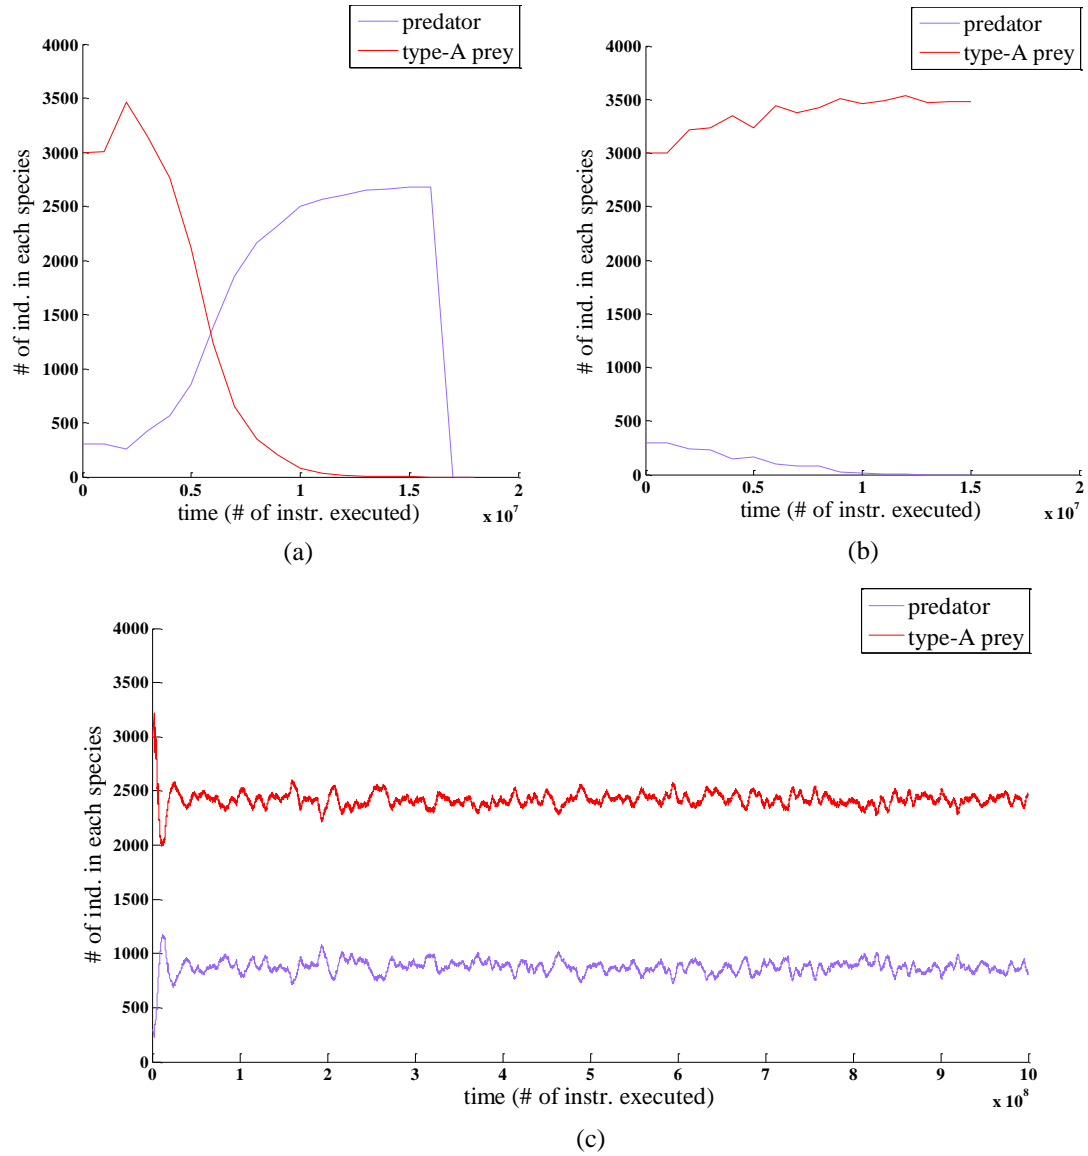 predator
type-A prey
4000
3500
3000
2500
2000
1500
1000
500
0
# of ind. in each species
0
0.5
1
1.5
2
time (# of instr. executed)
x 10^7
(a)
predator
type-A prey
4000
3500
3000
2500
2000
1500
1000
500
0
# of ind. in each species
0
0.5
1
1.5
2
time (# of instr. executed)
x 10^7
(b)
predator
type-A prey
4000
3500
3000
2500
2000
1500
1000
500
0
# of ind. in each species
0
1
2
3
4
5
6
7
8
9
10
time (# of instr. executed)
x 10^8
(c)